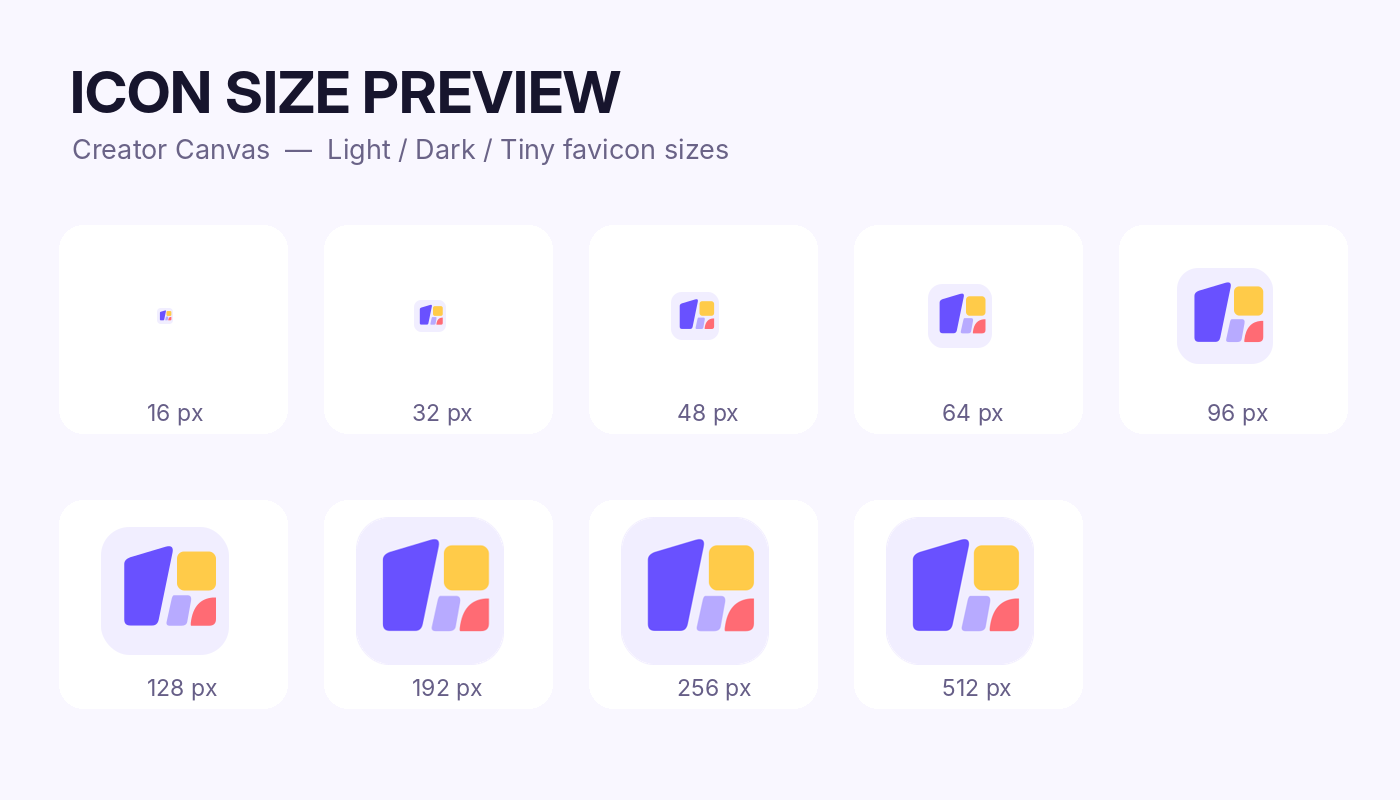 ICON SIZE PREVIEW
Creator Canvas — Light / Dark / Tiny favicon sizes
16 px
32 px
48 px
64 px
96 px
128 px
192 px
256 px
512 px